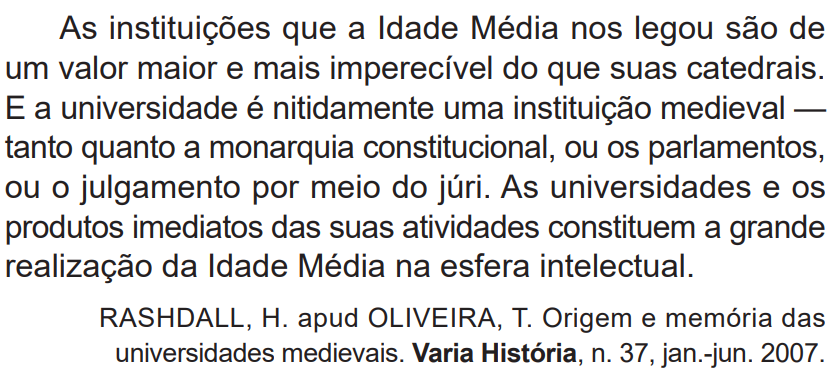 As instituições que a Idade Média nos legou são de
um valor maior e mais imperecível do que suas catedrais.
E a universidade é nitidamente uma instituição medieval —
tanto quanto a monarquia constitucional, ou os parlamentos,
ou o julgamento por meio do júri. As universidades e os
produtos imediatos das suas atividades constituem a grande
realização da Idade Média na esfera intelectual.
RASHDALL, H. apud OLIVEIRA, T. Origem e memória das
universidades medievais. Varia História, n. 37, jan.-jun. 2007.